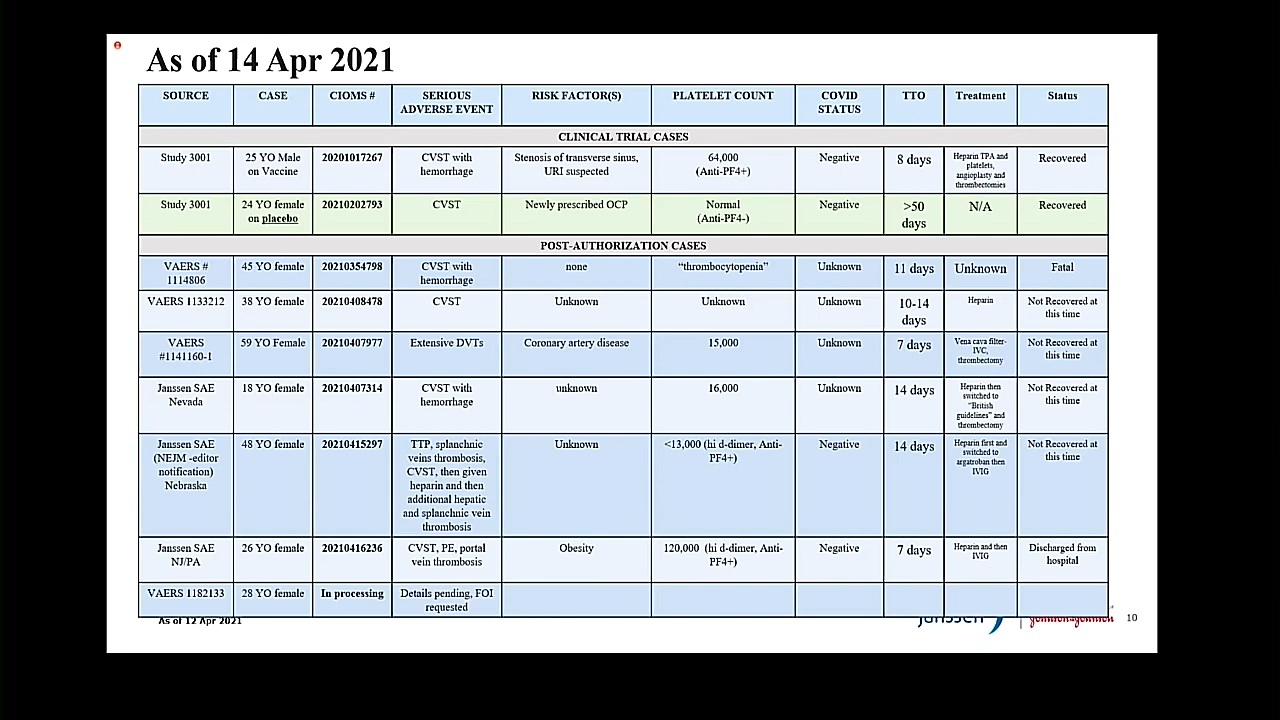 As of 14 Apr 2021
SOURCE CASE CIOMS # SERIOUS ADVERSE EVENT RISK FACTOR(S) PLATELET COUNT COVID STATUS TTO Treatment Status
CLINICAL TRIAL CASES
Study 3001 25 YO Male on Vaccine 20201017267 CVST with hemorrhage Stenosis of transverse sinus, URI suspected 64,000 (Anti-PF4+) Negative 8 days Heparin TPA and platelets, angioplasty and thrombectomies Recovered
Study 3001 24 YO female on placebo 20210202793 CVST Newly prescribed OCP Normal (Anti-PF4-) Negative >50 days N/A Recovered
POST-AUTHORIZATION CASES
VAERS # 1114806 45 YO female 20210354798 CVST with hemorrhage none “thrombocytopenia” Unknown 11 days Unknown Fatal
VAERS 1133212 38 YO female 20210408478 CVST Unknown Unknown Unknown 10-14 days Heparin Not Recovered at this time
VAERS #1141160-1 59 YO Female 20210407977 Extensive DVTs Coronary artery disease 15,000 Unknown 7 days Vena cava filter-IVC, thrombectomy Not Recovered at this time
Janssen SAE Nevada 18 YO female 20210407314 CVST with hemorrhage unknown 16,000 Unknown 14 days Heparin then switched to “British guidelines” and thrombectomy Not Recovered at this time
Janssen SAE (NEJM -editor notification) Nebraska 48 YO female 20210415297 TTP, splanchnic veins thrombosis, CVST, then given heparin and then additional hepatic and splanchnic vein thrombosis Unknown <13,000 (hi d-dimer, Anti-PF4+) Negative 14 days Heparin first and switched to argatroban then IVIG Not Recovered at this time
Janssen SAE NJ/PA 26 YO female 20210416236 CVST, PE, portal vein thrombosis Obesity 120,000 (hi d-dimer, Anti-PF4+) Negative 7 days Heparin and then IVIG Discharged from hospital
VAERS 1182133 28 YO female In processing Details pending, FOI requested
As of 12 Apr 2021
Janssen Johnson&Johnson 10